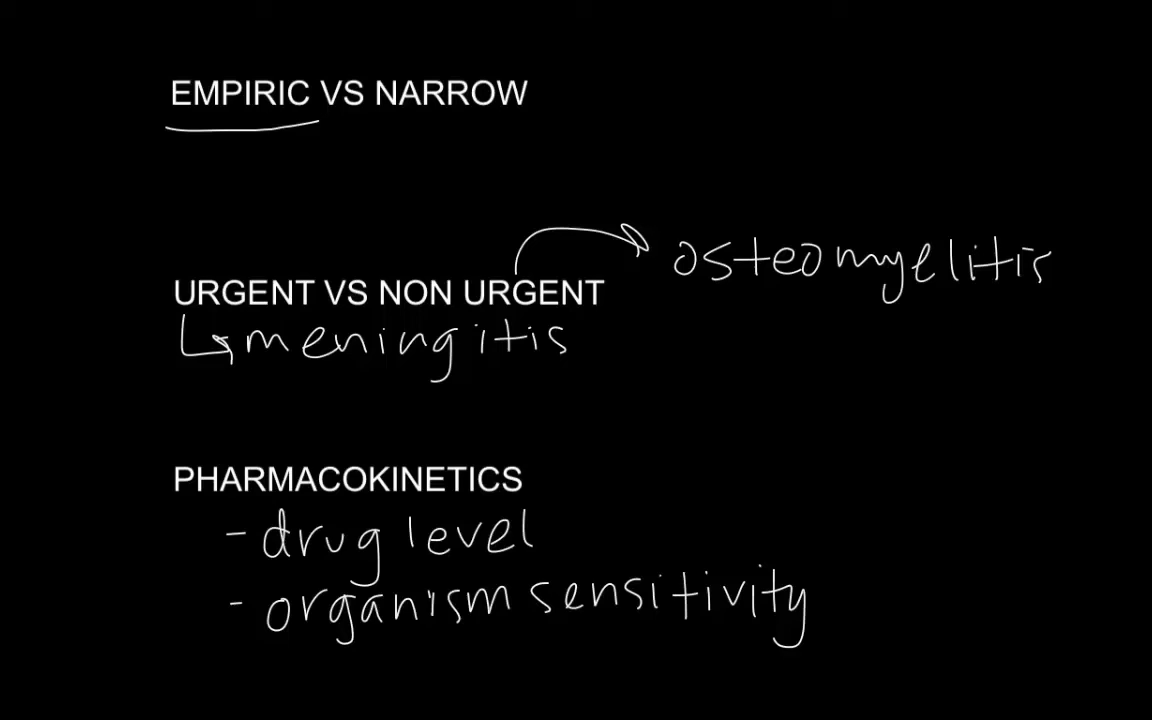 EMPIRIC VS NARROW
osteomyelitis
URGENT VS NON URGENT
meningitis
PHARMACOKINETICS
- drug level
- organism sensitivity